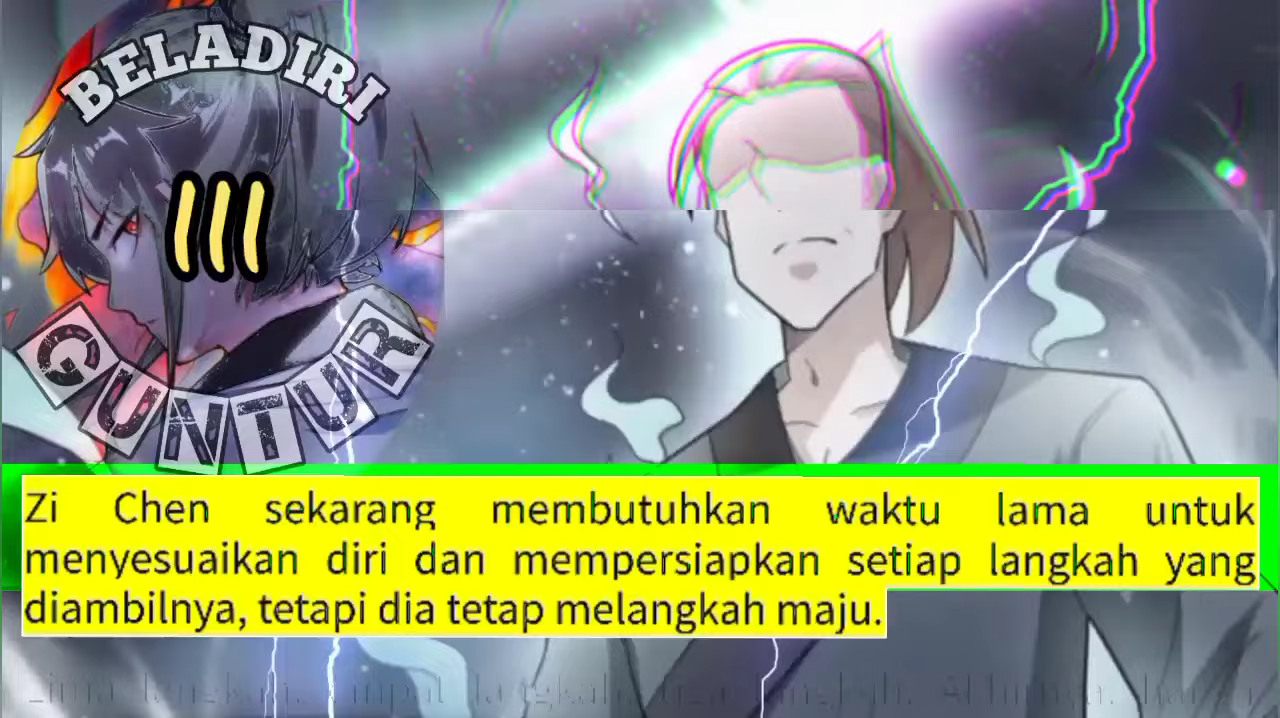 BELADIRI
III
GUNTUR
Zi Chen sekarang membutuhkan waktu lama untuk
menyesuaikan diri dan mempersiapkan setiap langkah yang
diambilnya, tetapi dia tetap melangkah maju.